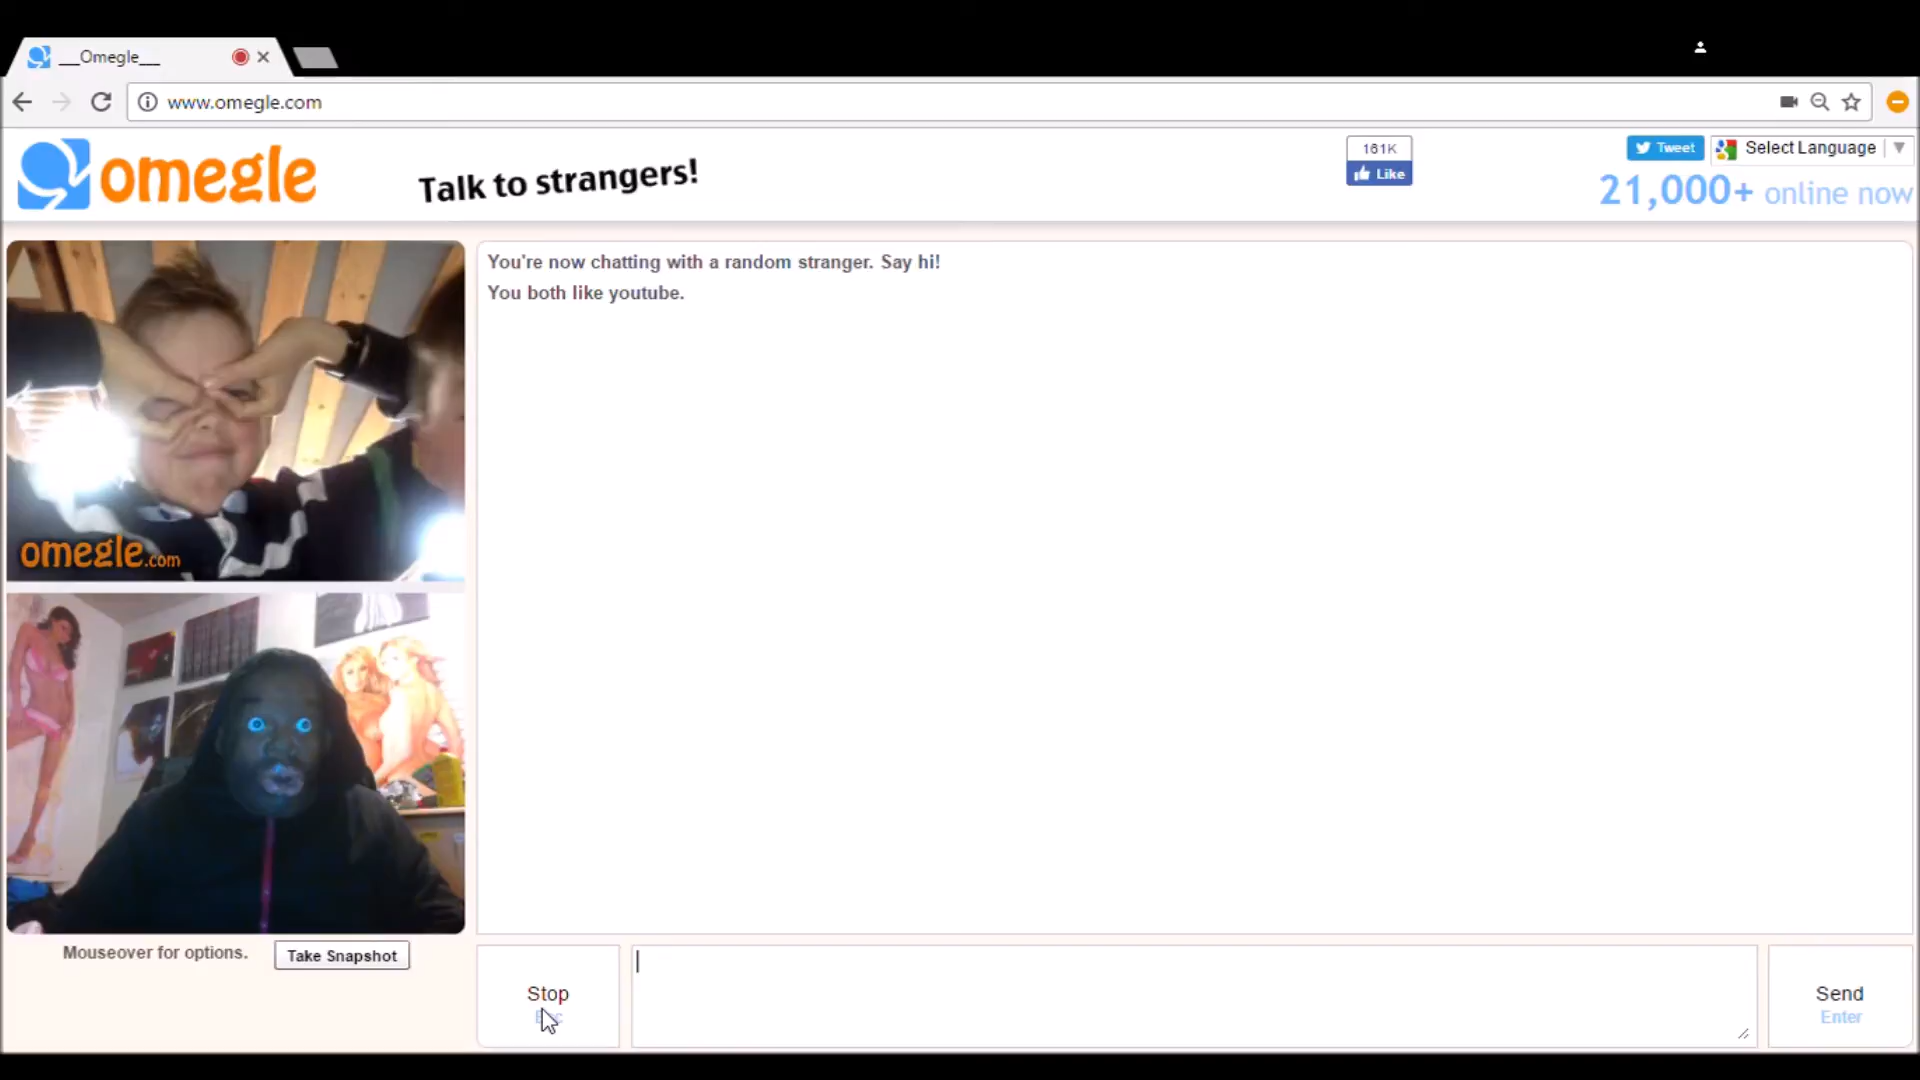 __Omegle__
www.omegle.com
omegle
Talk to strangers!
161K
Like
Tweet
Select Language
21,000+ online now
You're now chatting with a random stranger. Say hi!
You both like youtube.
omegle.com
Mouseover for options.
Take Snapshot
Stop
Send
Enter